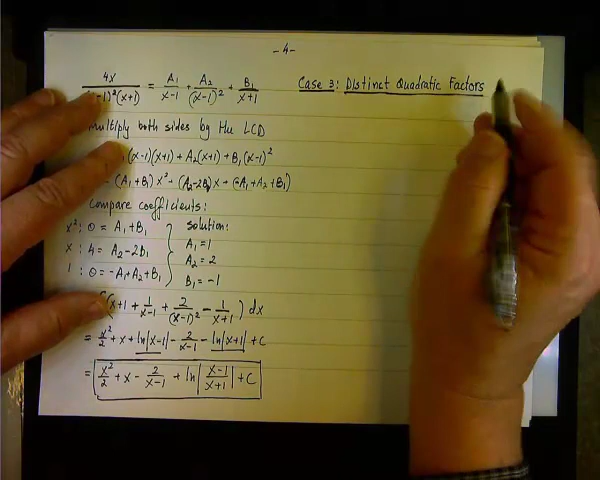 -4-
4x / (x-1)²(x+1) = A₁/(x-1) + A₂/(x-1)² + B₁/(x+1)
Multiply both sides by the LCD
(x-1)(x+1) + A₂(x+1) + B₁(x-1)²
= (A₁+B₁)x² + (A₂-2B₁)x + (-A₁+A₂+B₁)
Compare coefficients:
x²: 0 = A₁+B₁
x: 4 = A₂-2B₁
1: 0 = -A₁+A₂+B₁
solution:
A₁=1
A₂=2
B₁=-1
∫(x+1 + 1/(x-1) + 2/(x-1)² - 1/(x+1)) dx
= x²/2 + x + ln|x-1| - 2/(x-1) - ln|x+1| + C
= x²/2 + x - 2/(x-1) + ln|(x-1)/(x+1)| + C
Case 3: Distinct Quadratic Factors